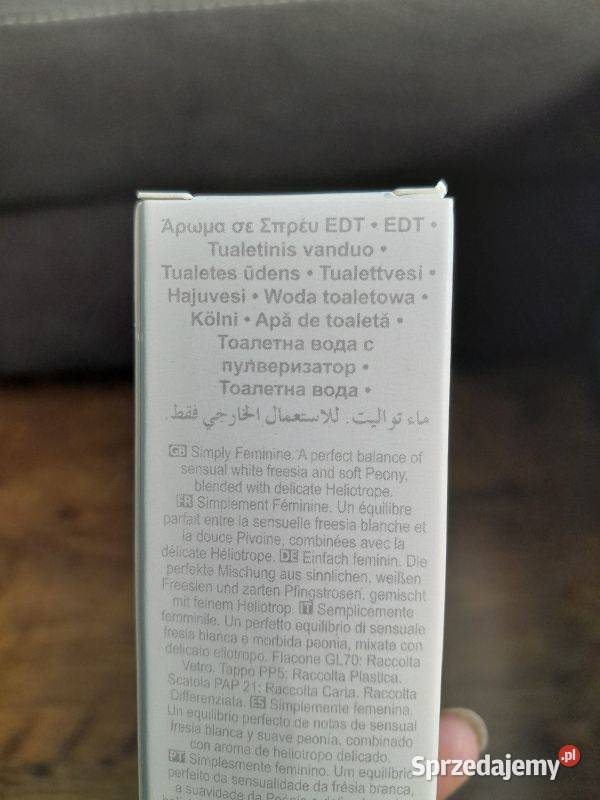 Άρωμα σε Σπρέυ EDT • EDT •
Tualetinis vanduo •
Tualetes ūdens • Tualettvesi •
Hajuvesi • Woda toaletowa •
Kölni • Apă de toaletă •
Тоалетна вода с
пулверизатор •
Тоалетна вода •
ماء تواليت. للاستعمال الخارجي فقط.
GB Simply Feminine. A perfect balance of
sensual white freesia and soft Peony,
blended with delicate Heliotrope.
FR Simplement Féminine. Un équilibre
parfait entre la sensuelle freesia blanche et
la douce Pivoine, combinées avec la
délicate Héliotrope. DE Einfach feminin. Die
perfekte Mischung aus sinnlichen, weißen
Freesien und zarten Pfingstrosen, gemischt
mit feinem Heliotrop. IT Semplicemente
femminile. Un perfetto equilibrio di sensuale
fresia bianca e morbida peonia, mixate con
delicato eliotropo. Flacone GL70: Raccolta
Vetro. Tappo PP5: Raccolta Plastica.
Scatola PAP 21: Raccolta Carta. Raccolta
Differenziata. ES Simplemente femenina.
Un equilibrio perfecto de notas de sensual
fresia blanca y suave peonía, combinado
con aroma de heliotropo delicado.
PT Simplesmente feminino. Um equilíbrio
perfeito da sensualidade da frésia branca,
a suavidade da
Sprzedajemy.pl